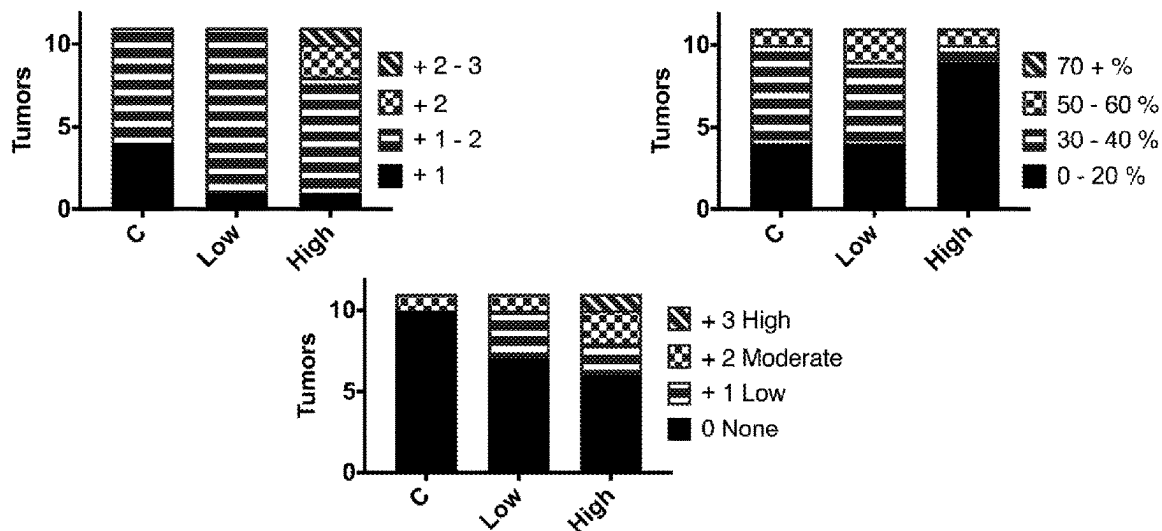 Tumors
10
5
0
C
Low
High
+ 2 - 3
+ 2
+ 1 - 2
+ 1
Tumors
10
5
0
C
Low
High
70 + %
50 - 60 %
30 - 40 %
0 - 20 %
Tumors
10
5
0
C
Low
High
+ 3 High
+ 2 Moderate
+ 1 Low
0 None